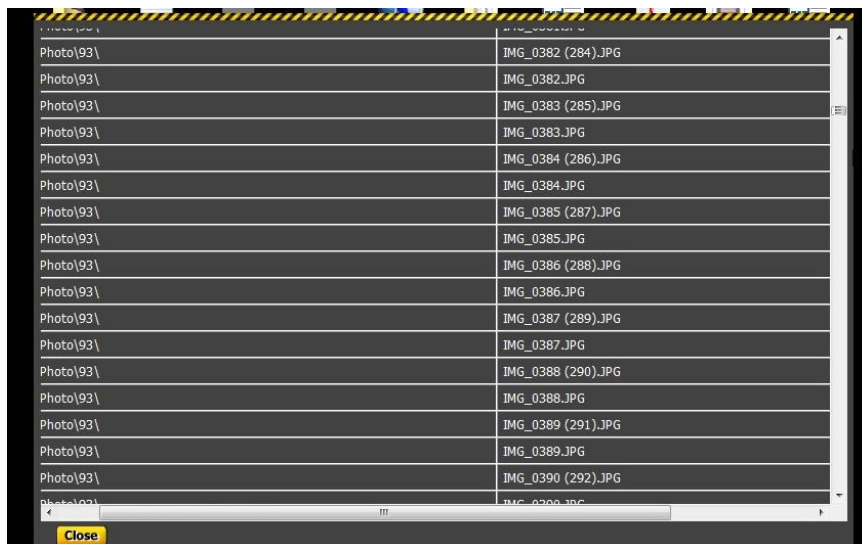 Photo\93\ IMG_0382 (284).JPG
Photo\93\ IMG_0382.JPG
Photo\93\ IMG_0383 (285).JPG
Photo\93\ IMG_0383.JPG
Photo\93\ IMG_0384 (286).JPG
Photo\93\ IMG_0384.JPG
Photo\93\ IMG_0385 (287).JPG
Photo\93\ IMG_0385.JPG
Photo\93\ IMG_0386 (288).JPG
Photo\93\ IMG_0386.JPG
Photo\93\ IMG_0387 (289).JPG
Photo\93\ IMG_0387.JPG
Photo\93\ IMG_0388 (290).JPG
Photo\93\ IMG_0388.JPG
Photo\93\ IMG_0389 (291).JPG
Photo\93\ IMG_0389.JPG
Photo\93\ IMG_0390 (292).JPG
Close